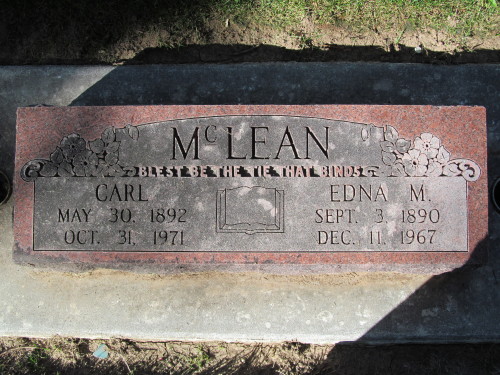 McLEAN
BLEST BE THE TIE THAT BINDS
CARL
MAY 30, 1892
OCT. 31, 1971
EDNA M.
SEPT. 3, 1890
DEC. 11, 1967